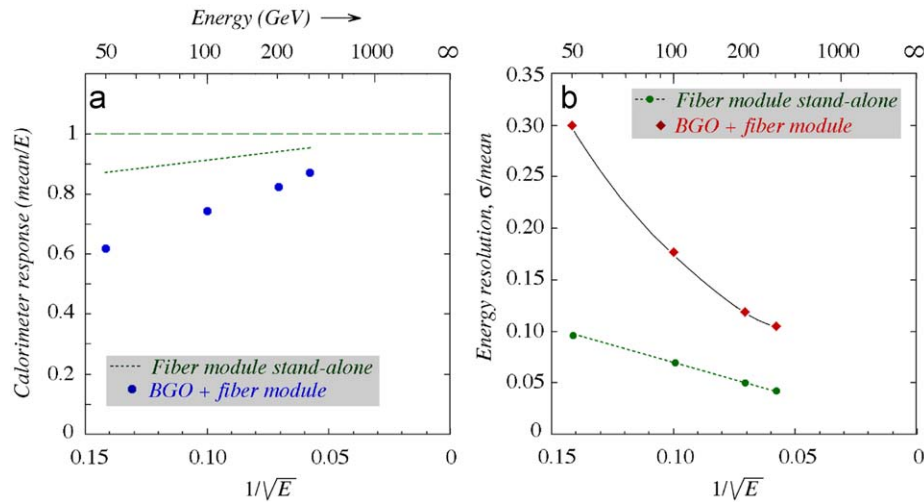 Energy (GeV)
50 100 200 500 1000 ∞
a
1
0.8
0.6
0.4
0.2
0
Calorimeter response (mean/E)
Fiber module stand-alone
BGO + fiber module
0.15 0.10 0.05 0
1/√E
50 100 200 500 1000 ∞
b
0.35
0.30
0.25
0.20
0.15
0.10
0.05
0
Energy resolution, σ/mean
Fiber module stand-alone
BGO + fiber module
0.15 0.10 0.05 0
1/√E